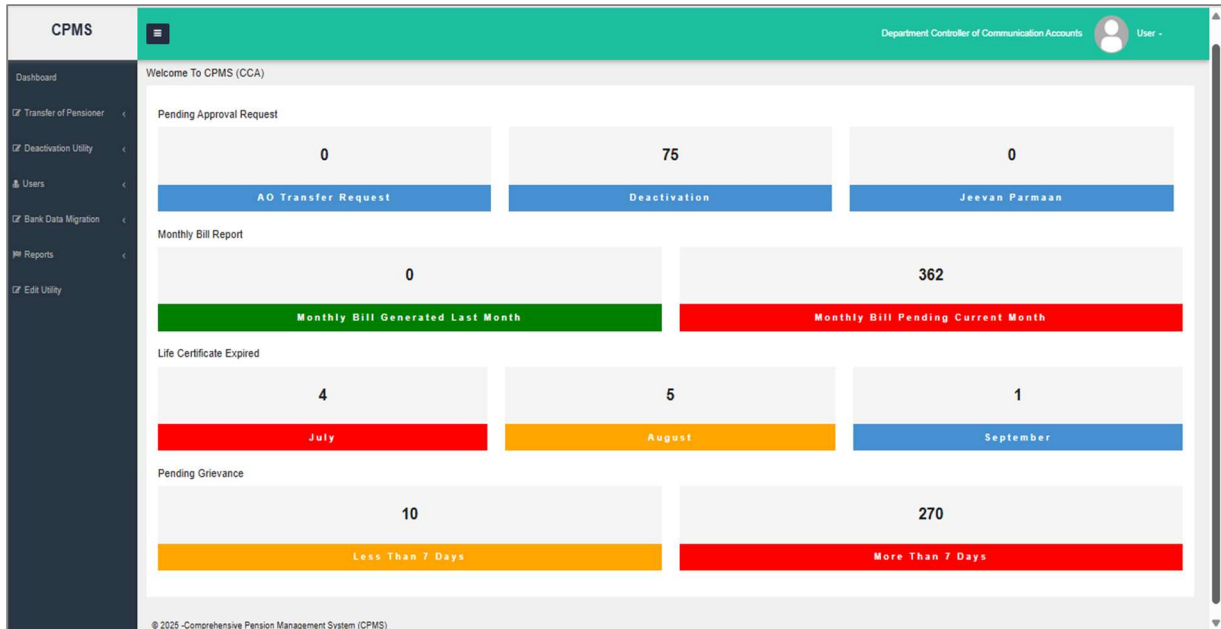 CPMS
Department Controller of Communication Accounts
User
Dashboard
Welcome To CPMS (CCA)
Transfer of Pensioner
Deactivation Utility
Users
Bank Data Migration
Reports
Edit Utility
Pending Approval Request
0 75 0
AO Transfer Request Deactivation Jeevan Parmaan
Monthly Bill Report
0 362
Monthly Bill Generated Last Month Monthly Bill Pending Current Month
Life Certificate Expired
4 5 1
July August September
Pending Grievance
10 270
Less Than 7 Days More Than 7 Days
© 2025 -Comprehensive Pension Management System (CPMS)